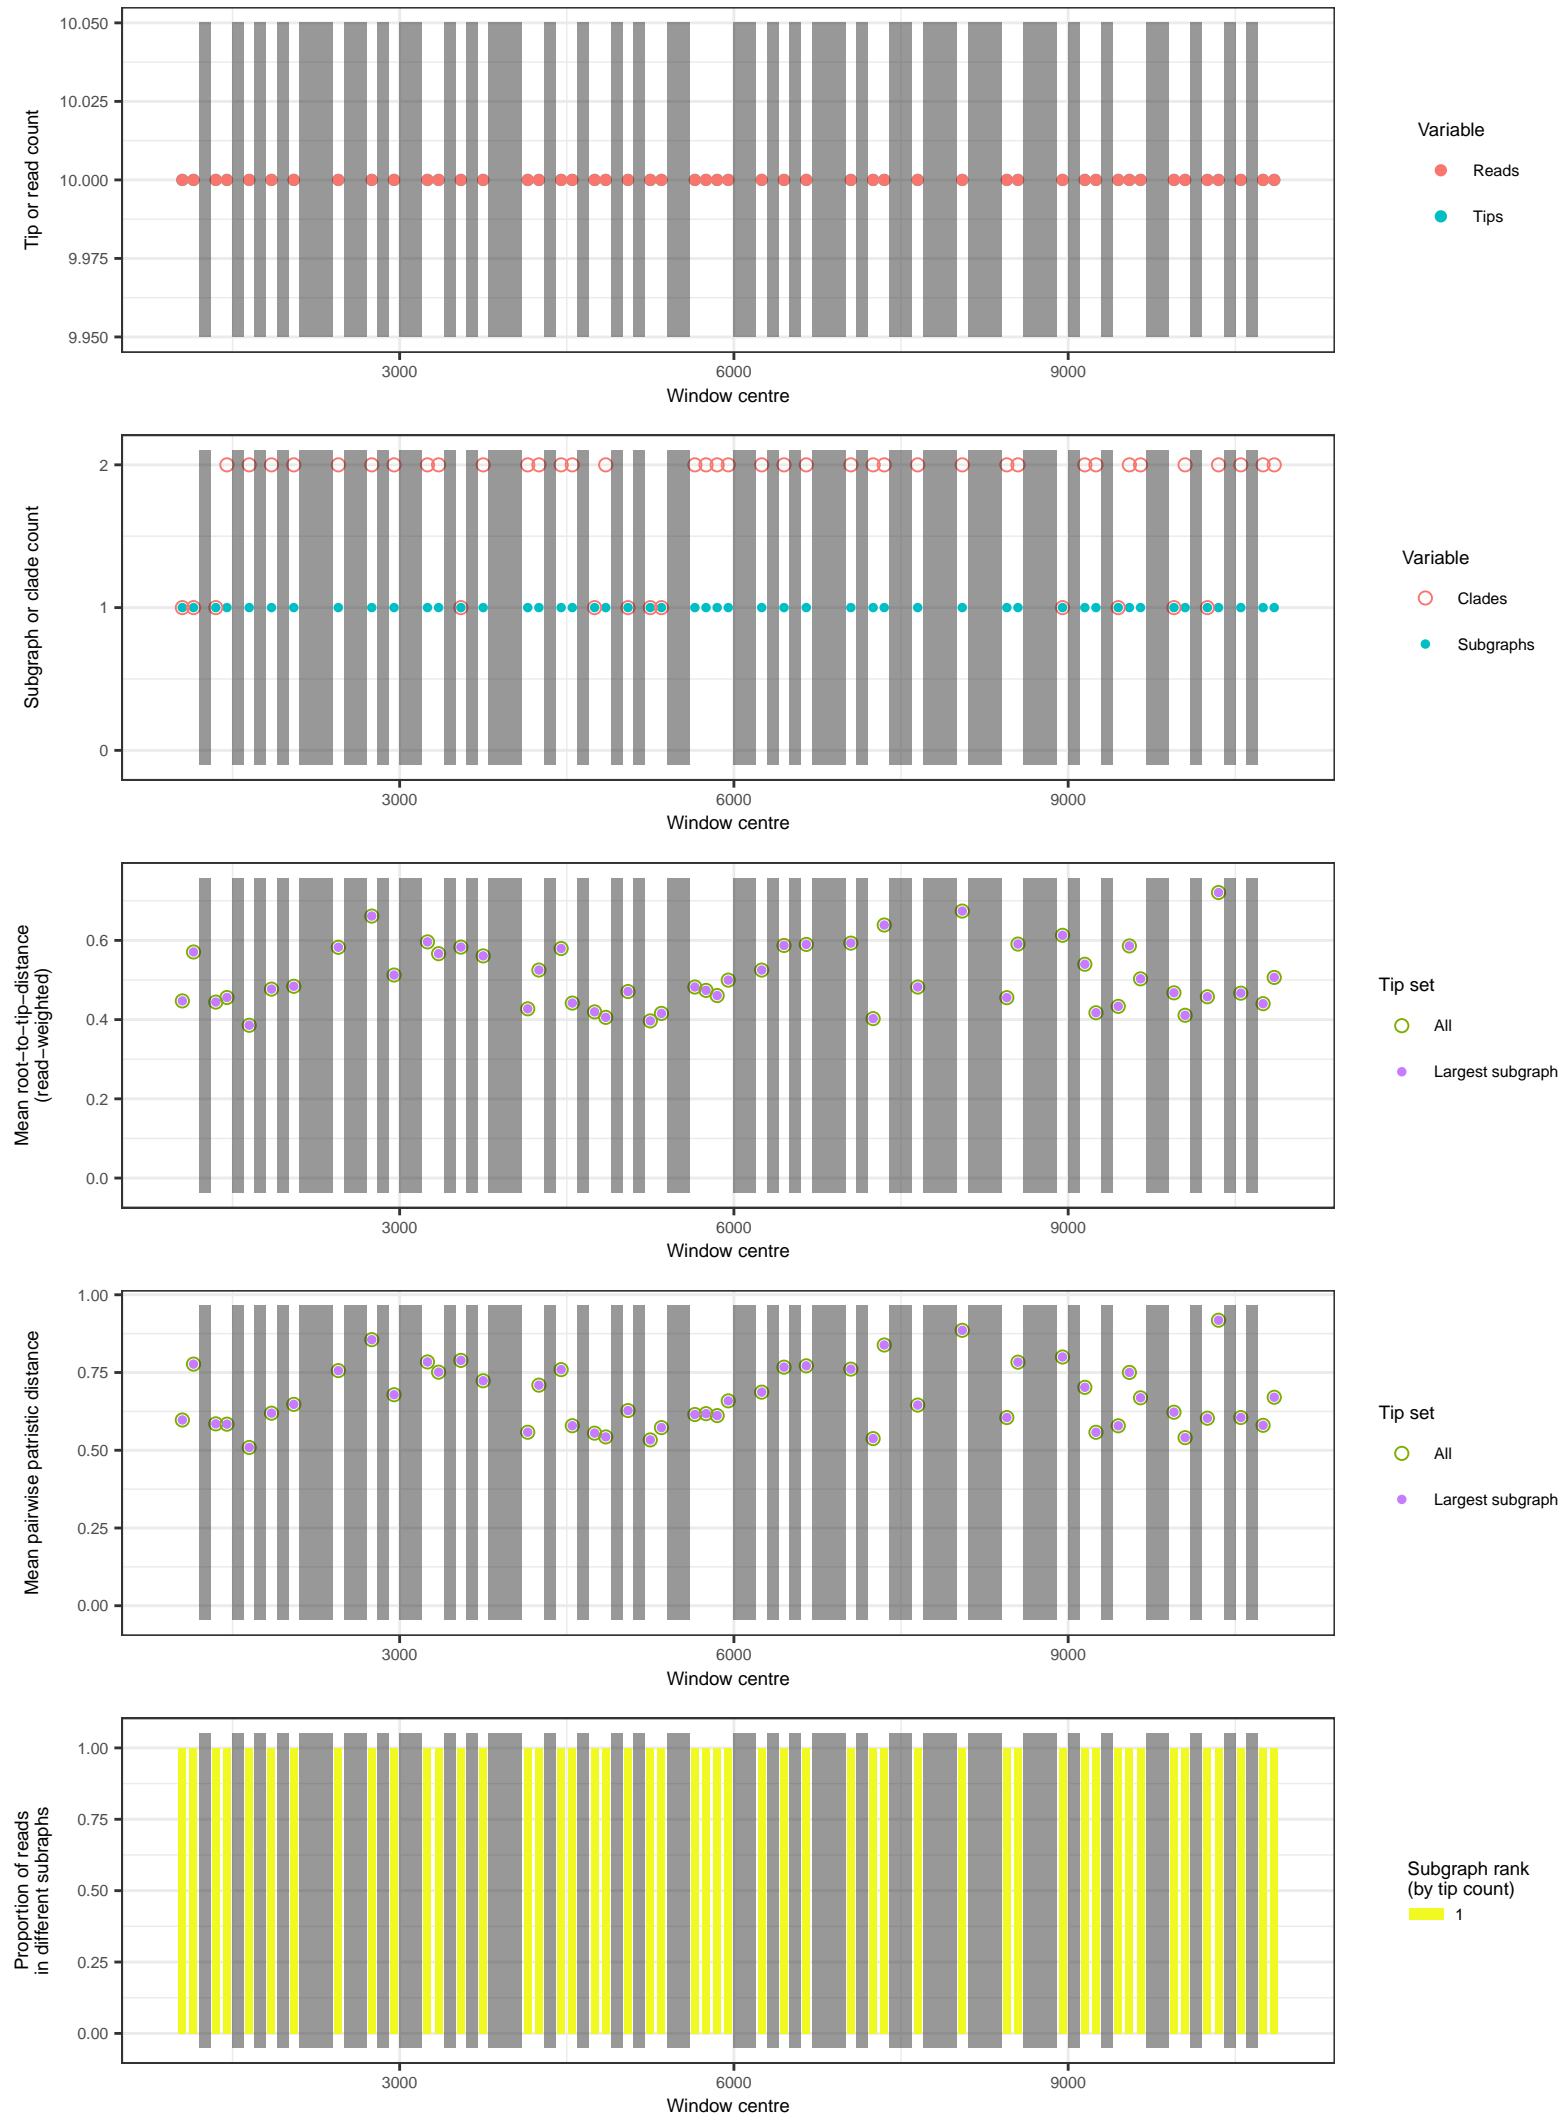 10.050
10.025
10.000
9.975
9.950
Tip or read count
3000
6000
9000
Window centre
Variable
Reads
Tips
2
1
0
Subgraph or clade count
3000
6000
9000
Window centre
Variable
Clades
Subgraphs
0.6
0.4
0.2
0.0
Mean root−to−tip−distance
(read−weighted)
3000
6000
9000
Window centre
Tip set
All
Largest subgraph
1.00
0.75
0.50
0.25
0.00
Mean pairwise patristic distance
3000
6000
9000
Window centre
Tip set
All
Largest subgraph
1.00
0.75
0.50
0.25
0.00
Proportion of reads
in different subraphs
3000
6000
9000
Window centre
Subgraph rank
(by tip count)
1